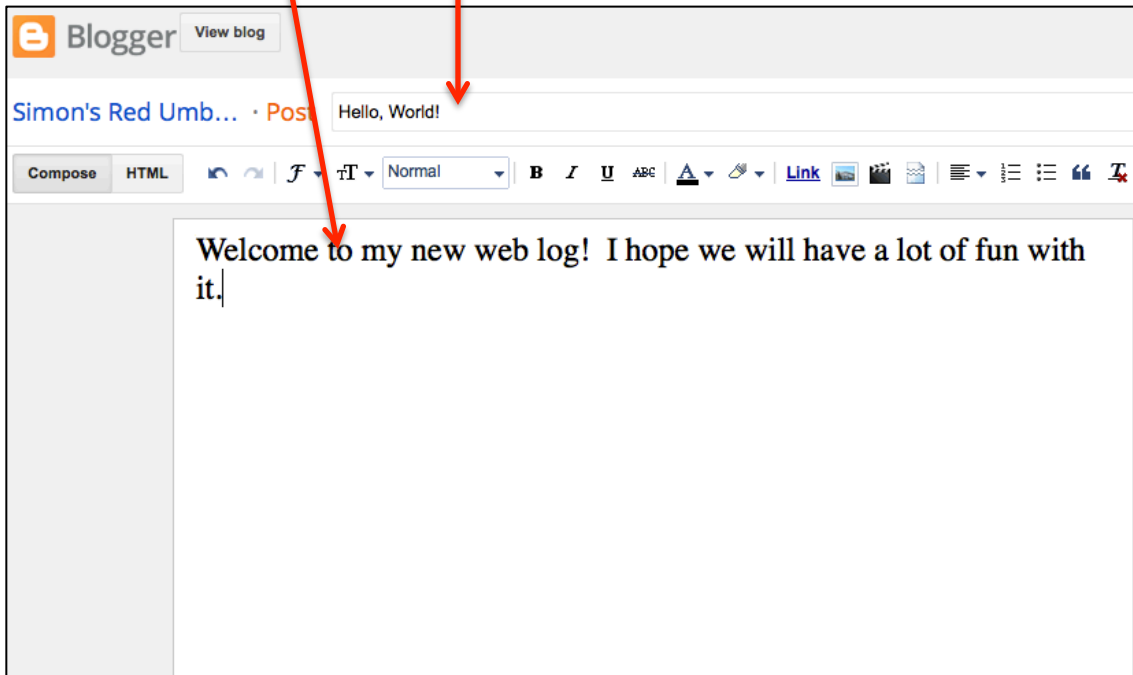 Blogger View blog
Simon's Red Umb... · Post Hello, World!
Compose HTML F T Normal B I U ABC A Link T
Welcome to my new web log!  I hope we will have a lot of fun with
it.